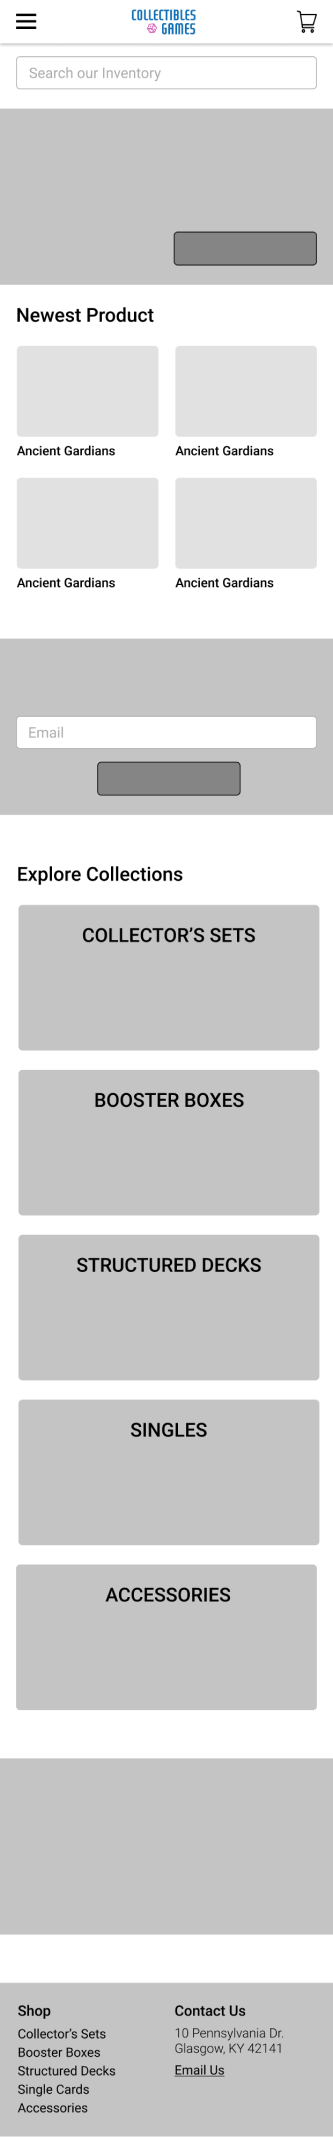 COLLECTIBLES
GAMES
Search our Inventory
Newest Product
Ancient Gardians
Ancient Gardians
Ancient Gardians
Ancient Gardians
Email
Explore Collections
COLLECTOR'S SETS
BOOSTER BOXES
STRUCTURED DECKS
SINGLES
ACCESSORIES
Shop
Collector's Sets
Booster Boxes
Structured Decks
Single Cards
Accessories
Contact Us
10 Pennsylvania Dr.
Glasgow, KY 42141
Email Us